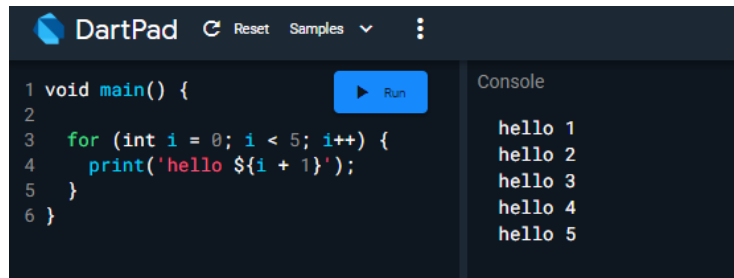 DartPad Reset Samples
1 void main() {
Run
2
3 for (int i = 0; i < 5; i++) {
4 print('hello ${i + 1}');
5 }
6 }
Console
hello 1
hello 2
hello 3
hello 4
hello 5